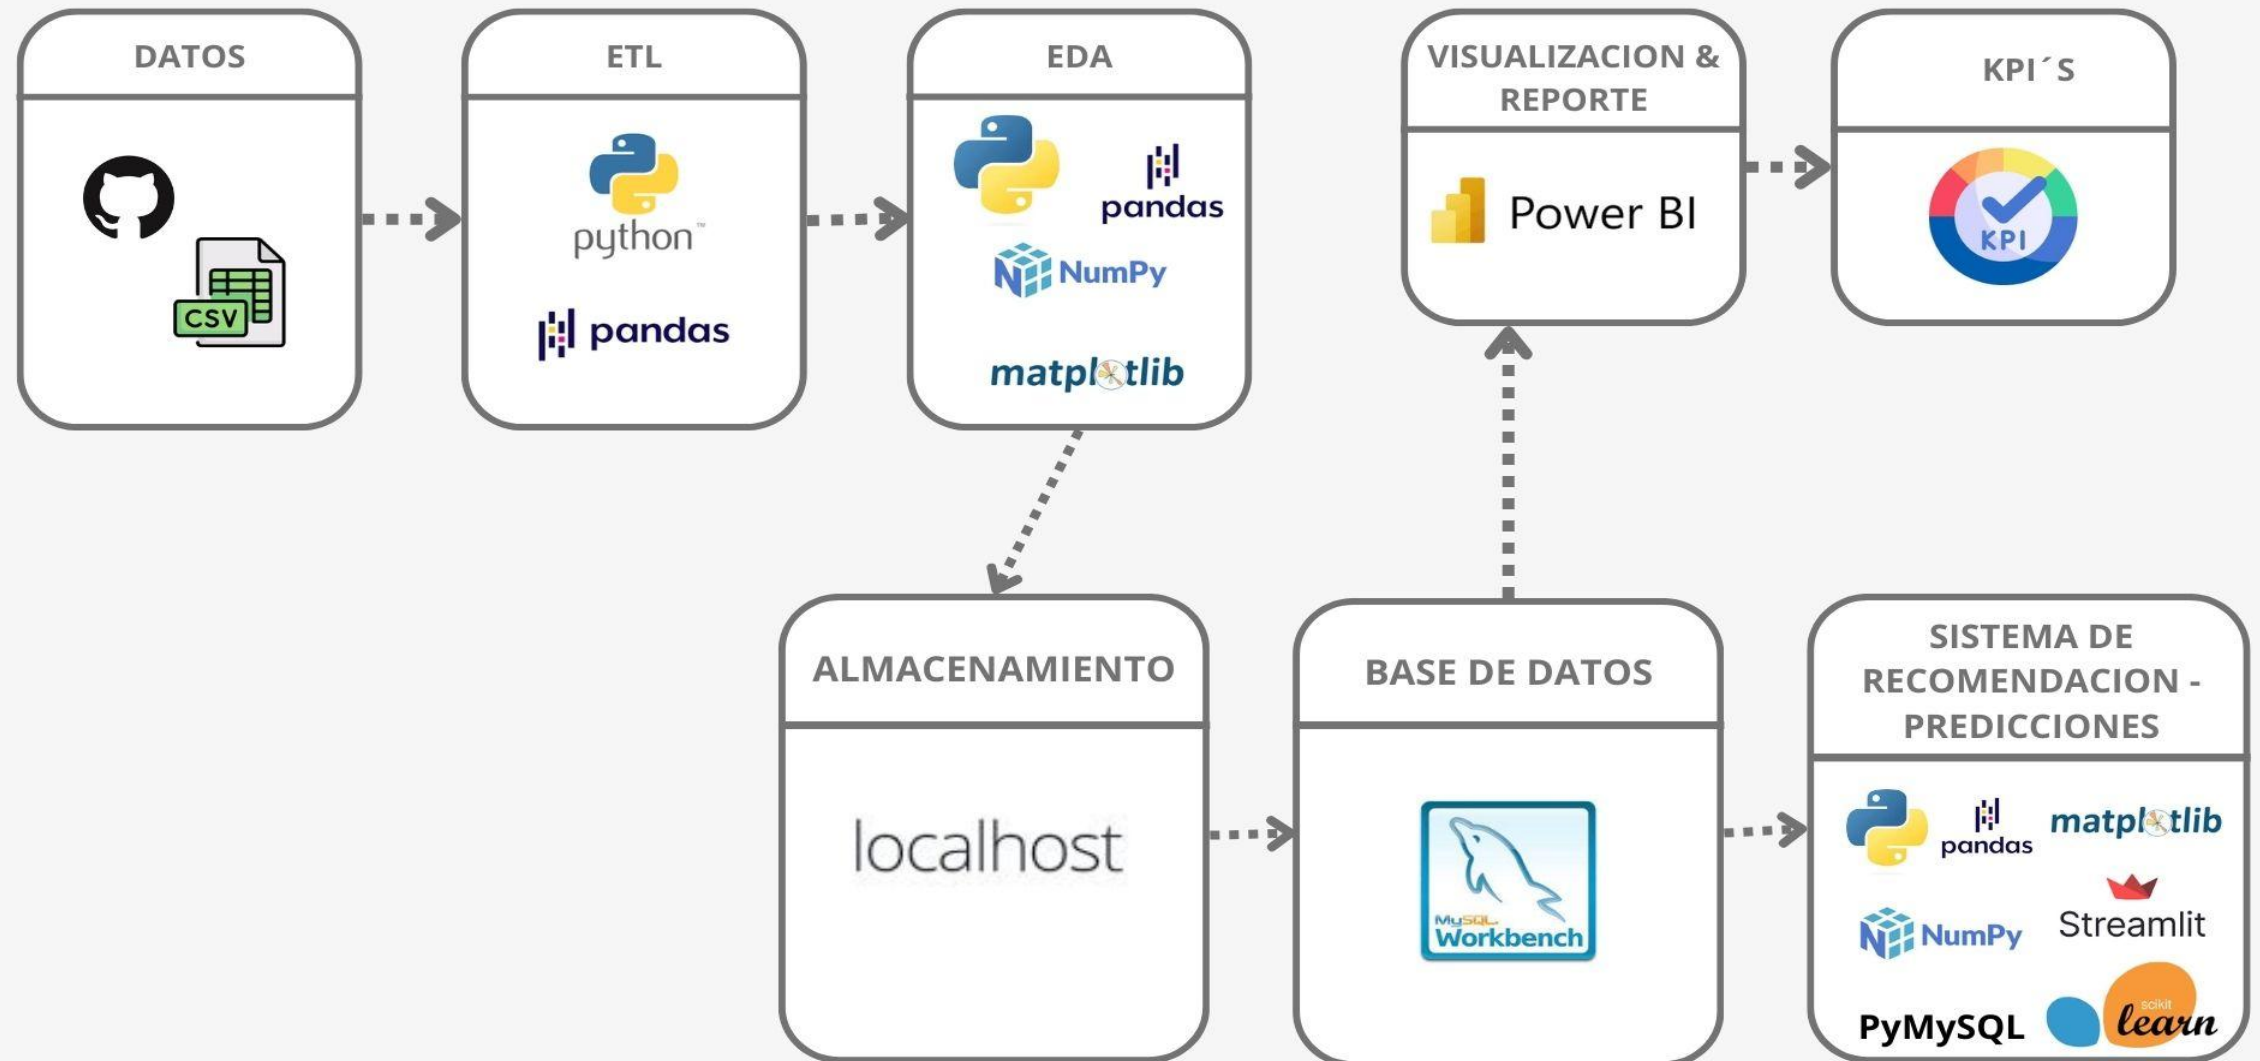 DATOS
CSV
ETL
python™
pandas
EDA
pandas
NumPy
matplotlib
VISUALIZACION &
REPORTE
Power BI
KPI´S
KPI
ALMACENAMIENTO
localhost
BASE DE DATOS
MySQL
Workbench
SISTEMA DE
RECOMENDACION -
PREDICCIONES
pandas
matplotlib
NumPy
Streamlit
PyMySQL
scikit
learn